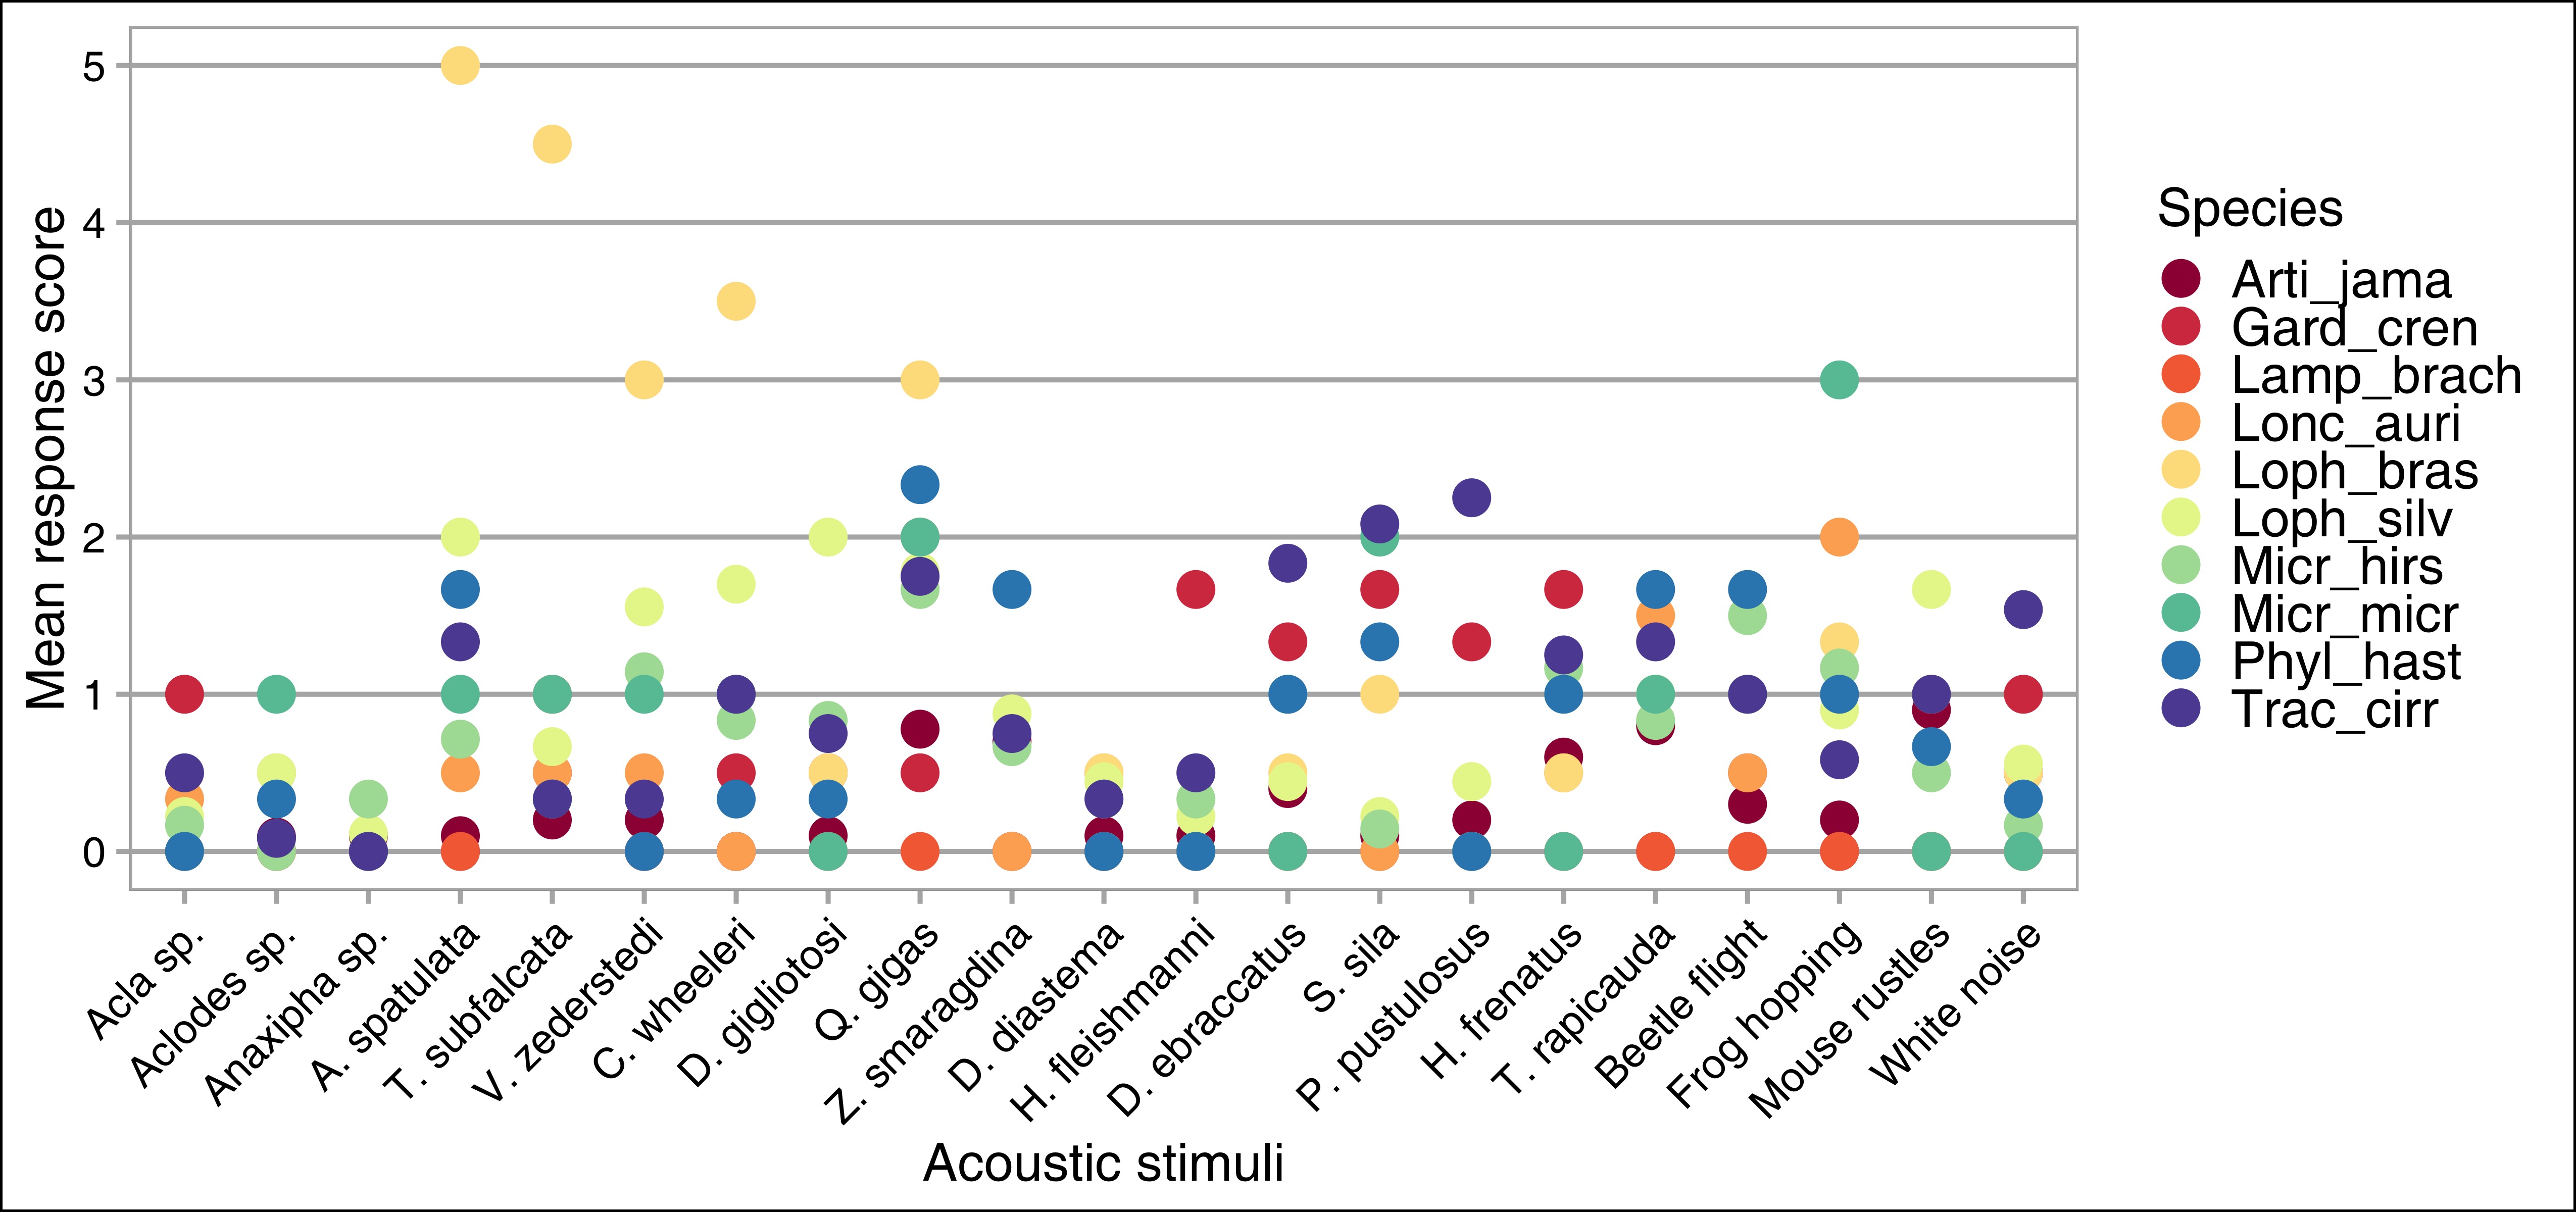 5
4
3
2
1
0
Mean response score
Acla sp.
Aclodes sp.
Anaxipha sp.
A. spatulata
T. subfalcata
V. zederstedi
C. wheeleri
D. gigliotosi
Q. gigas
Z. smaragdina
D. diastema
H. fleishmanni
D. ebraccatus
S. sila
P. pustulosus
H. frenatus
T. rapicauda
Beetle flight
Frog hopping
Mouse rustles
White noise
Acoustic stimuli
Species
Arti_jama
Gard_cren
Lamp_brach
Lonc_auri
Loph_bras
Loph_silv
Micr_hirs
Micr_micr
Phyl_hast
Trac_cirr